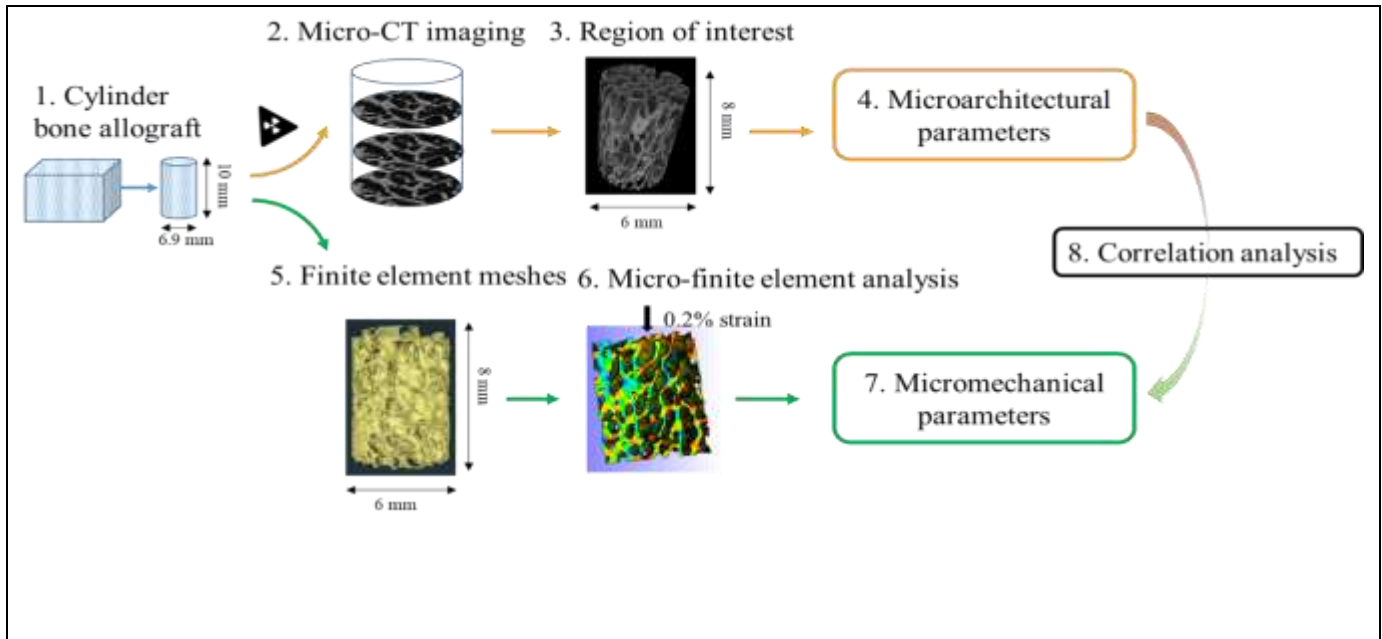 2. Micro-CT imaging
3. Region of interest
1. Cylinder
bone allograft
10 mm
6.9 mm
8 mm
6 mm
4. Microarchitectural
parameters
8. Correlation analysis
5. Finite element meshes
6. Micro-finite element analysis
0.2% strain
8 mm
6 mm
7. Micromechanical
parameters